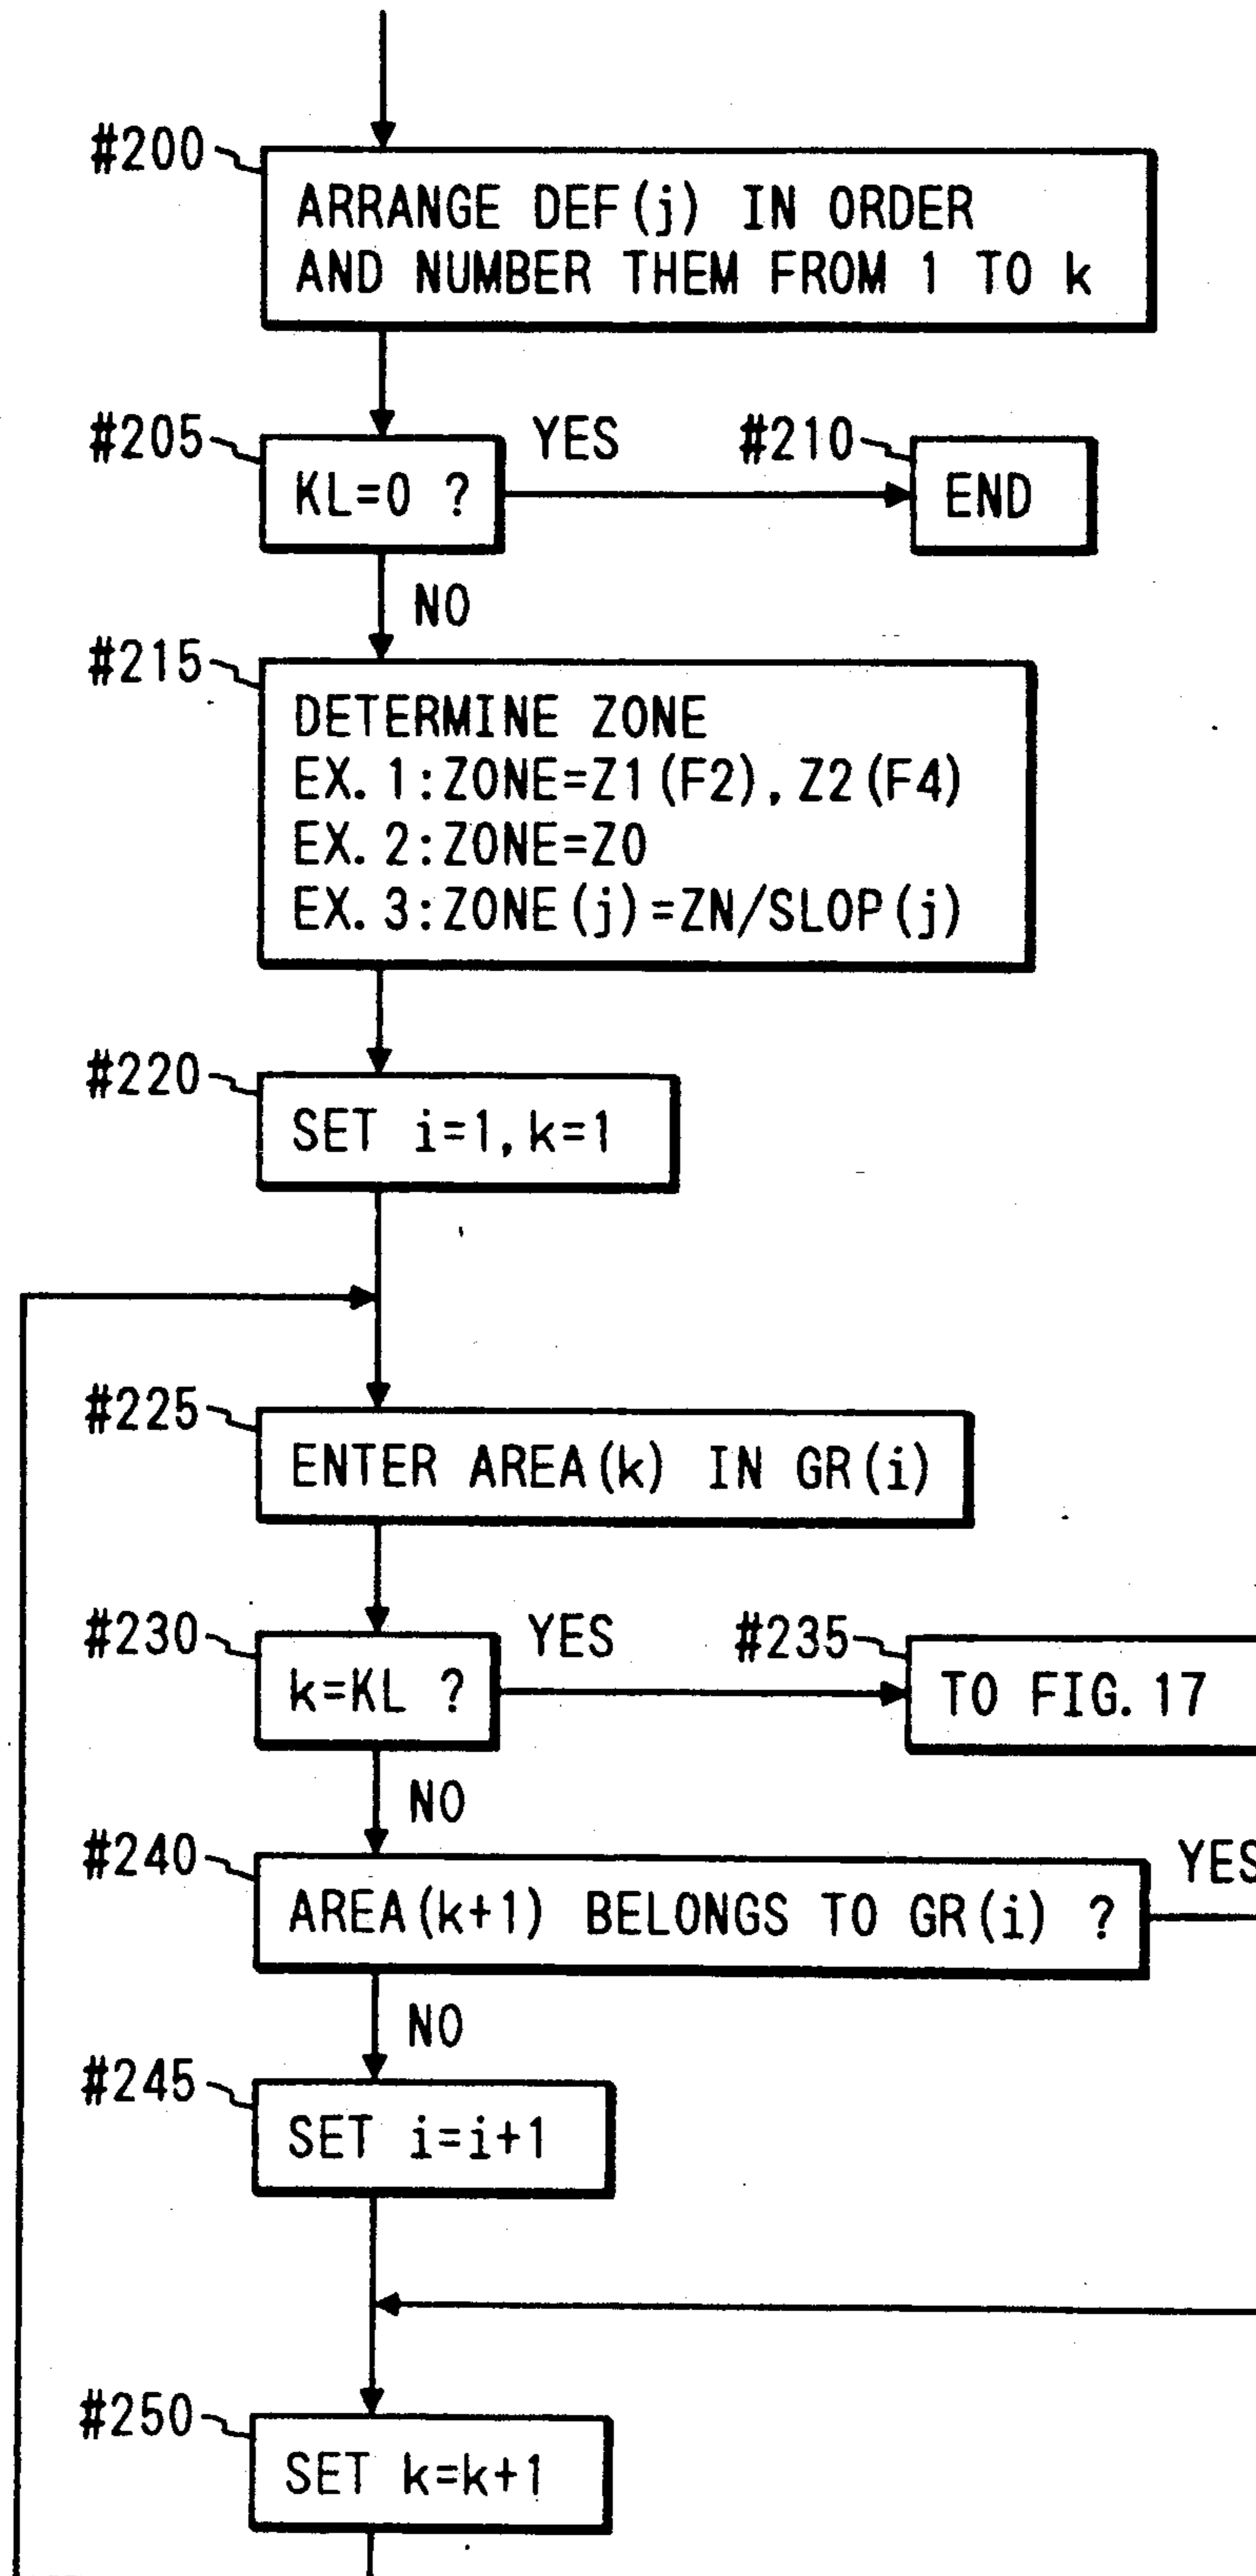 #200
ARRANGE DEF(j) IN ORDER
AND NUMBER THEM FROM 1 TO k
#205
KL=0 ?
YES
#210
END
NO
#215
DETERMINE ZONE
EX. 1:ZONE=Z1(F2), Z2(F4)
EX. 2:ZONE=Z0
EX. 3:ZONE(j)=ZN/SLOP(j)
#220
SET i=1, k=1
#225
ENTER AREA(k) IN GR(i)
#230
k=KL ?
YES
#235
TO FIG. 17
NO
#240
AREA(k+1) BELONGS TO GR(i) ?
YES
NO
#245
SET i=i+1
#250
SET k=k+1